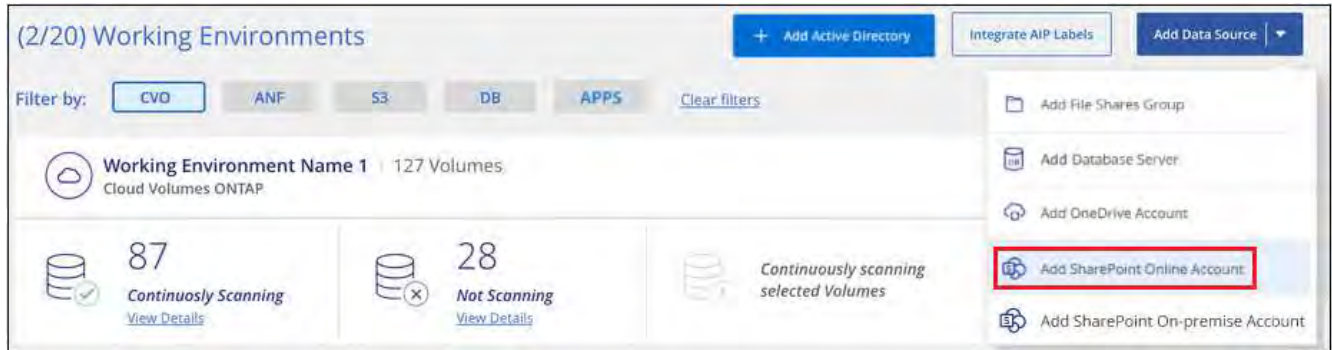 (2/20) Working Environments
+ Add Active Directory
Integrate AIP Labels
Add Data Source
Filter by:
CVO
ANF
S3
DB
APPS
Clear filters
Add File Shares Group
Working Environment Name 1 | 127 Volumes
Cloud Volumes ONTAP
DB
Add Database Server
Add OneDrive Account
87
Continuosly Scanning
View Details
28
Not Scanning
View Details
Continuously scanning
selected Volumes
S
Add SharePoint Online Account
S
Add SharePoint On-premise Account